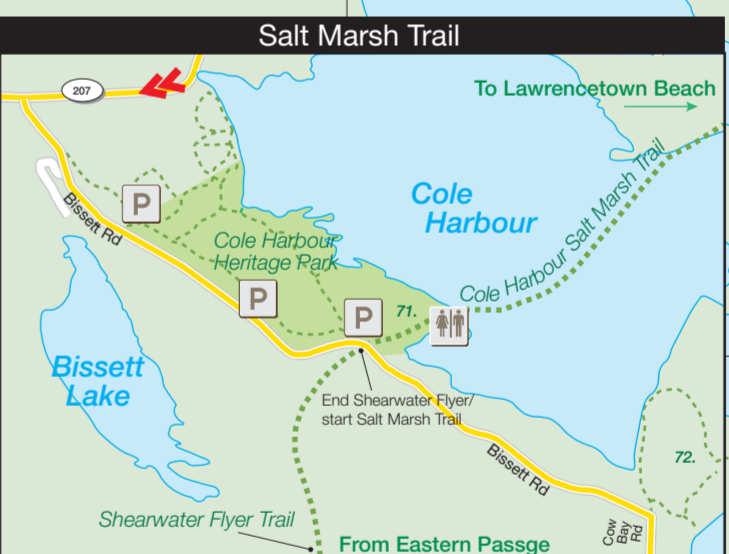 Salt Marsh Trail
207
To Lawrencetown Beach
P
Bissett Rd
Cole
Harbour
Cole Harbour Salt Marsh Trail
Cole Harbour
Heritage Park
P
P
71.
Bissett
Lake
End Shearwater Flyer/
start Salt Marsh Trail
Bissett Rd
72.
Cow
Bay
Rd
Shearwater Flyer Trail
From Eastern Passge